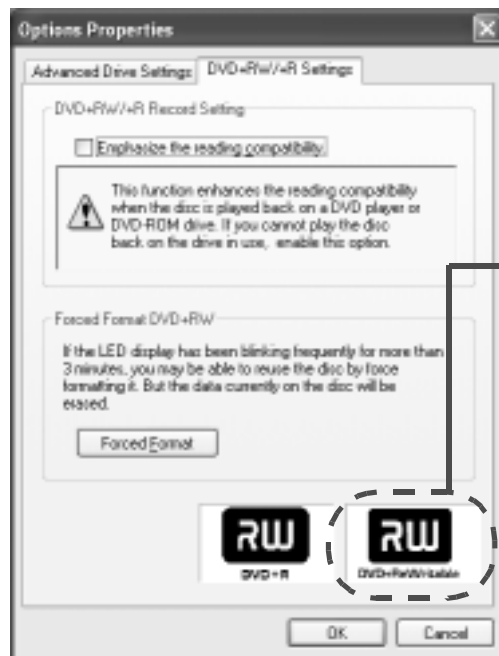 Options Properties
Advanced Drive Settings
DVD+RW/+R Settings
DVD+RW/+R Record Setting
Emphasize the reading compatibility.
This function enhances the reading compatibility
when the disc is played back on a DVD player or
DVD-ROM drive. If you cannot play the disc
back on the drive in use, enable this option.
Forced Format DVD+RW
If the LED display has been blinking frequently for more than
3 minutes, you may be able to reuse the disc by force
formatting it. But the data currently on the disc will be
erased.
Forced Format
RW
DVD+R
RW
DVD+ReWritable
OK
Cancel